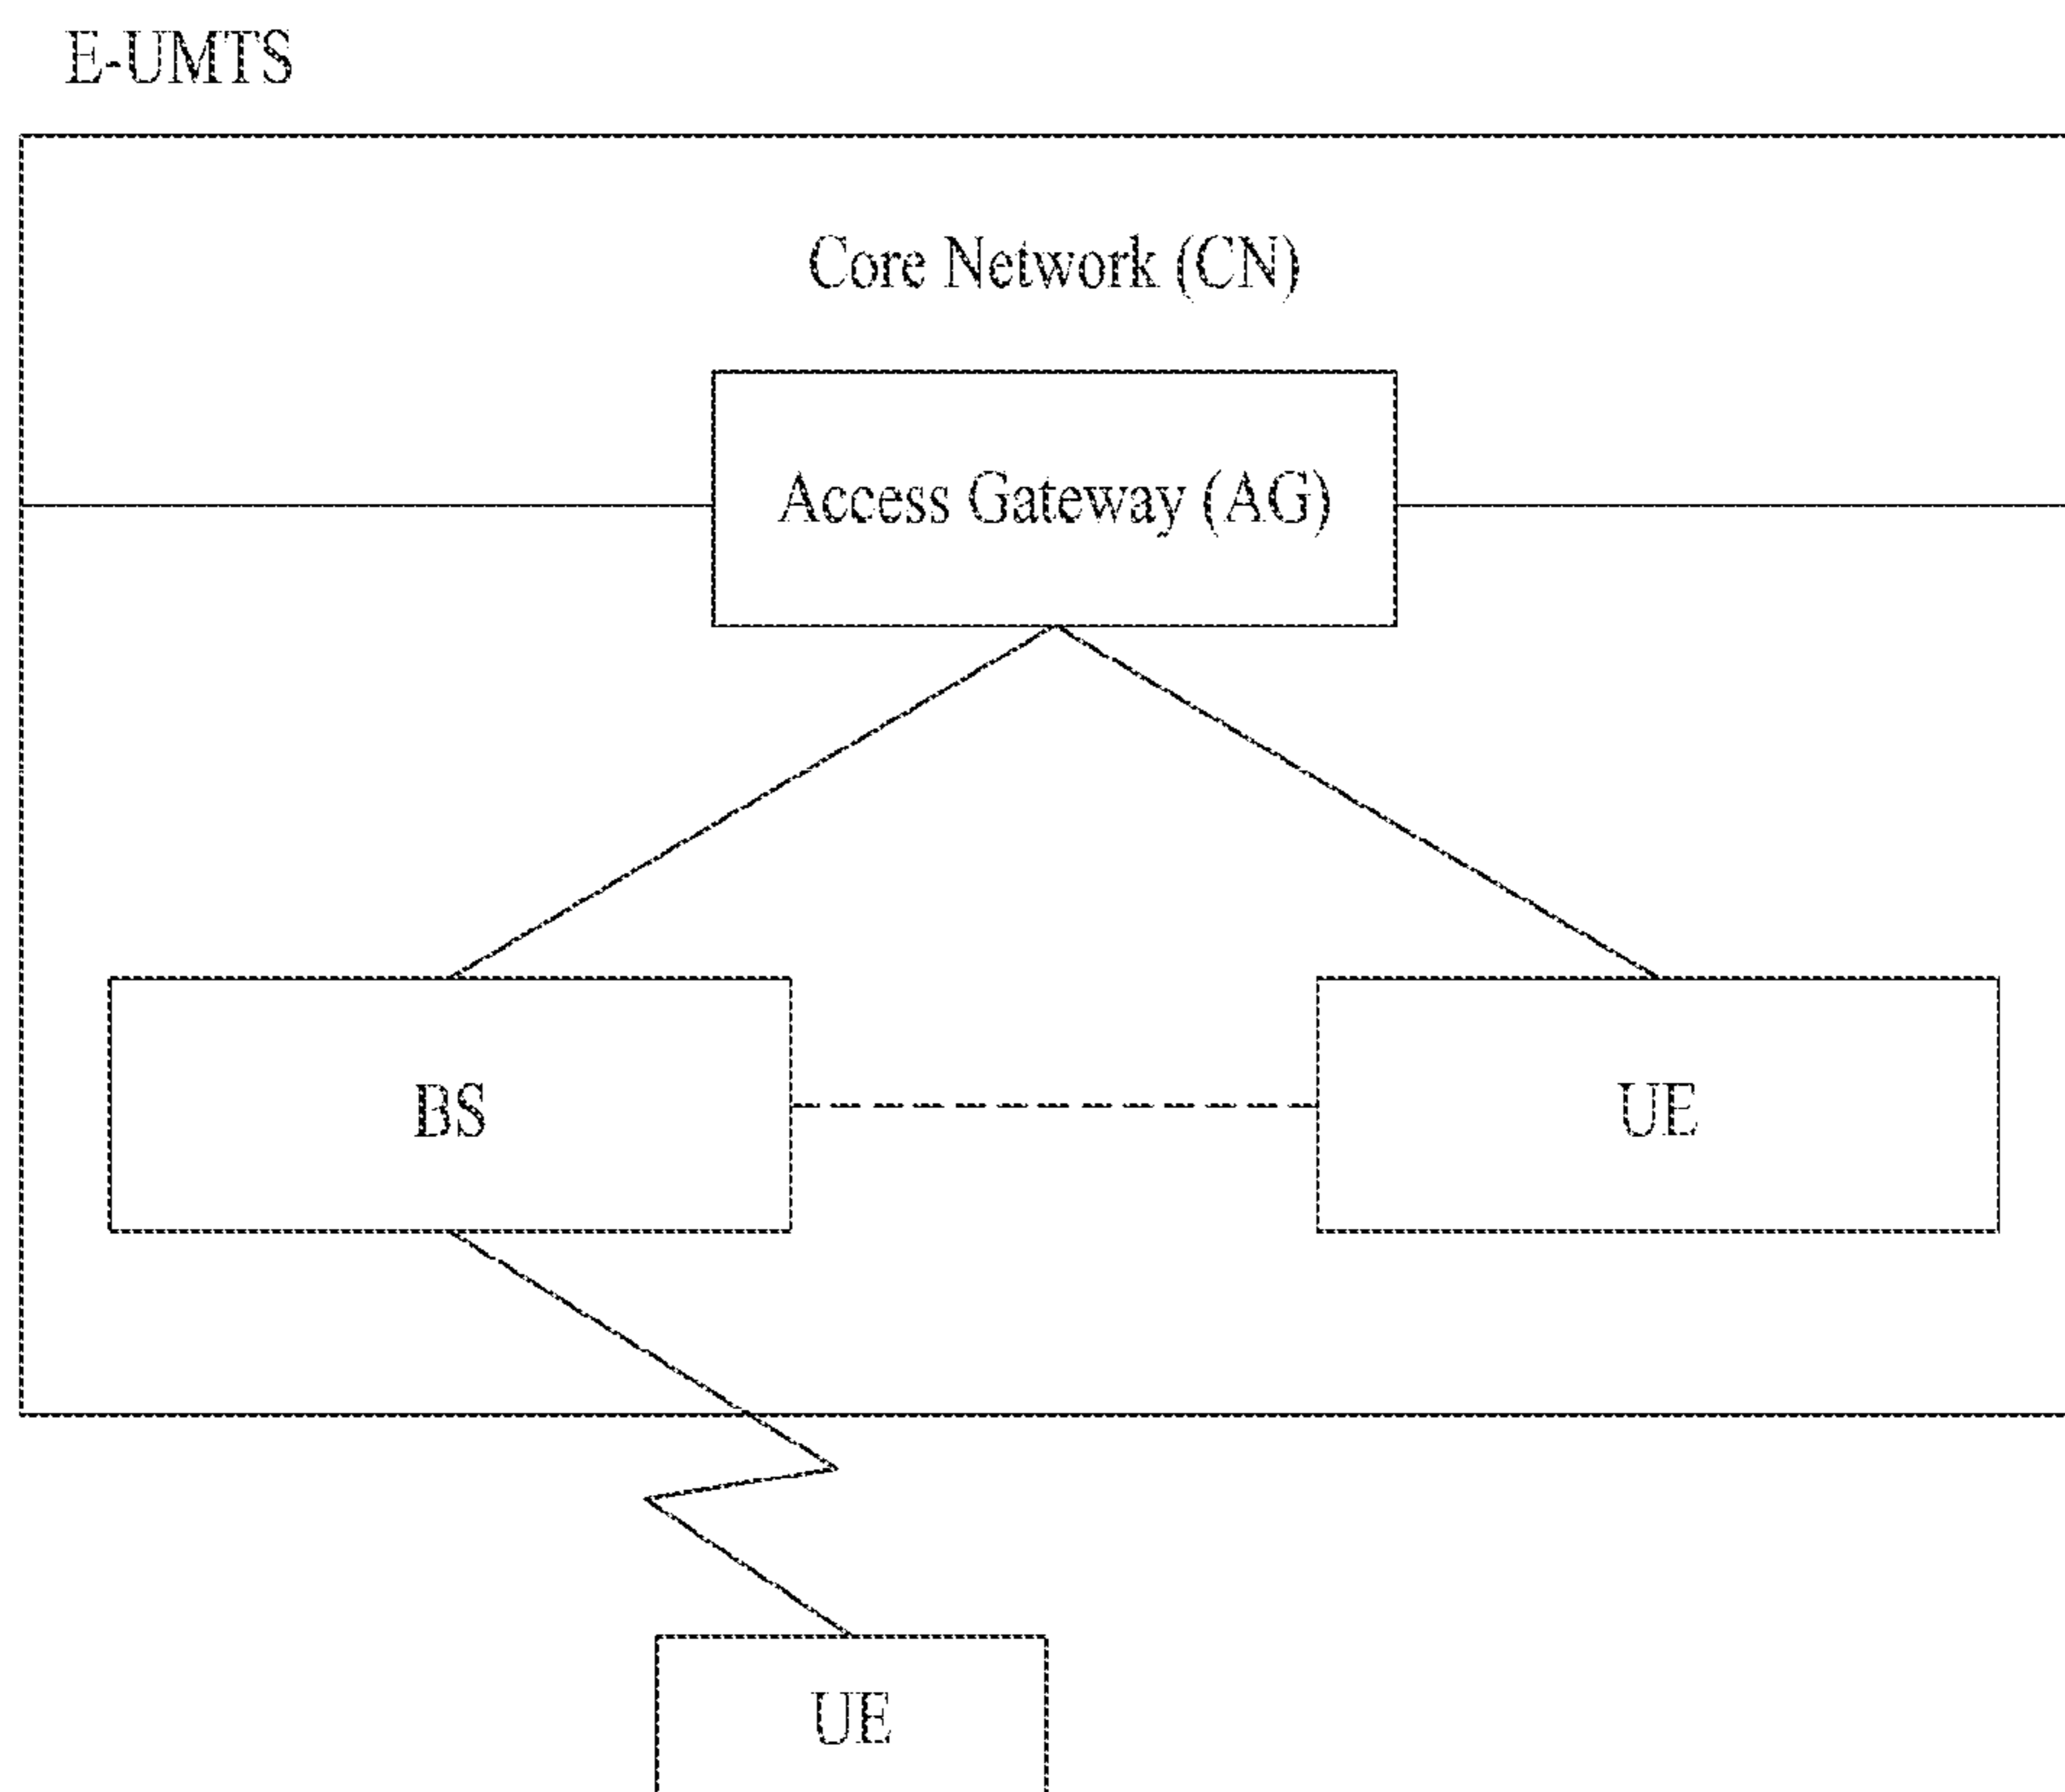 E-UMTS
Core Network (CN)
Access Gateway (AG)
BS
UE
UE